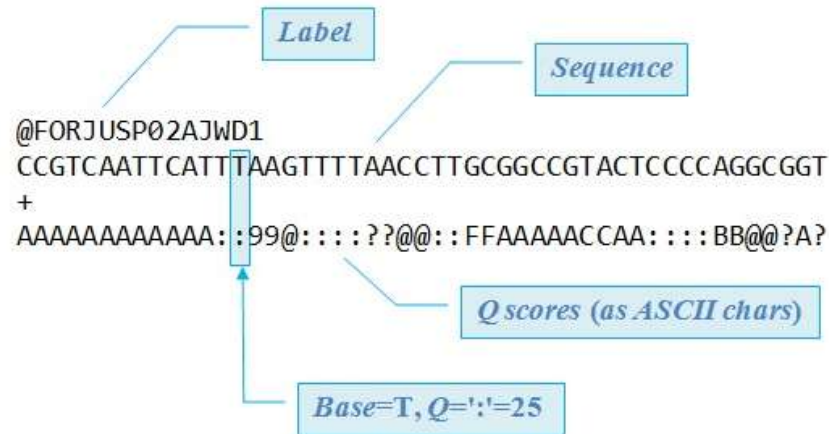 Label
Sequence
@FORJUSP02AJWD1
CCGTCAATTCATTTAAGTTTTAACCTTGCGGCCGTACTCCCCAGGCGGT
+
AAAAAAAAAAAA::99@::::??@@::FFAAAAACCAA::::BB@@?A?
Q scores (as ASCII chars)
Base=T, Q=':'=25